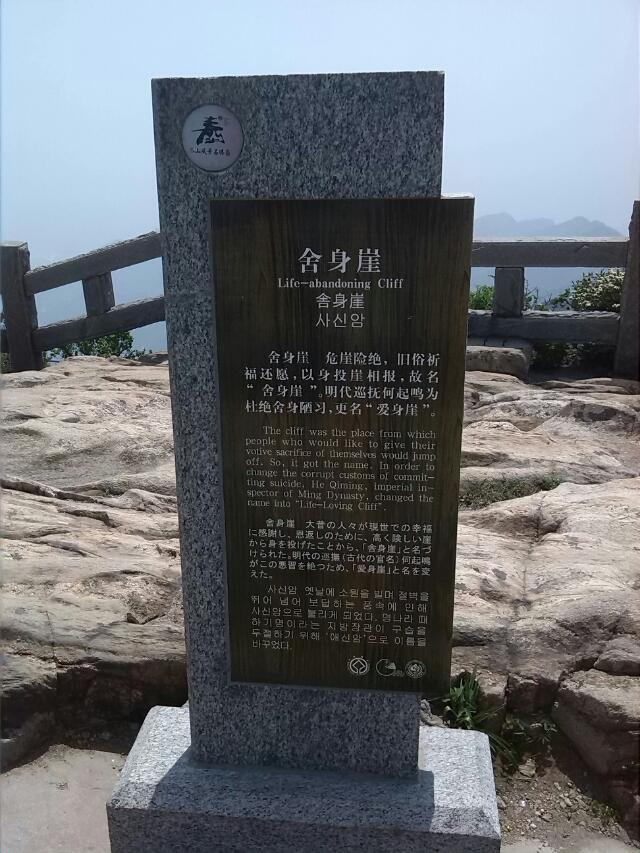 舍身崖
Life-abandoning Cliff
舍身崖
사신암
舍身崖 危崖险绝，旧俗祈
福还愿，以身投崖相报，故名
“舍身崖”。明代巡抚何起鸣为
杜绝舍身陋习，更名“爱身崖”。
The cliff was the place from which
people who would like to give their
votive sacrifice of themselves would jump
off. So, it got the name. In order to
change the corrupt customs of commit-
ting suicide, He Qiming, imperial in-
spector of Ming Dynasty, changed the
name into "Life-Loving Cliff".
舍身崖 大昔の人々が現世での幸福
に感謝し、恩返しのために、高く険しい崖
から身を投げたことから、「舍身崖」と名づ
けられた。明代の巡撫（古代の官名）何起鳴
がこの悪習を絶つため、「愛身崖」と名を変
えた。
사신암 옛날에 소원을 빌며 절벽을
뛰어 넘어 보답하는 풍속에 인해
사신암으로 불리게 되었다. 명나라 때
하기명이라는 지방장관이 구습을
두절하기 위해 '애신암'으로 이름을
바꾸었다.